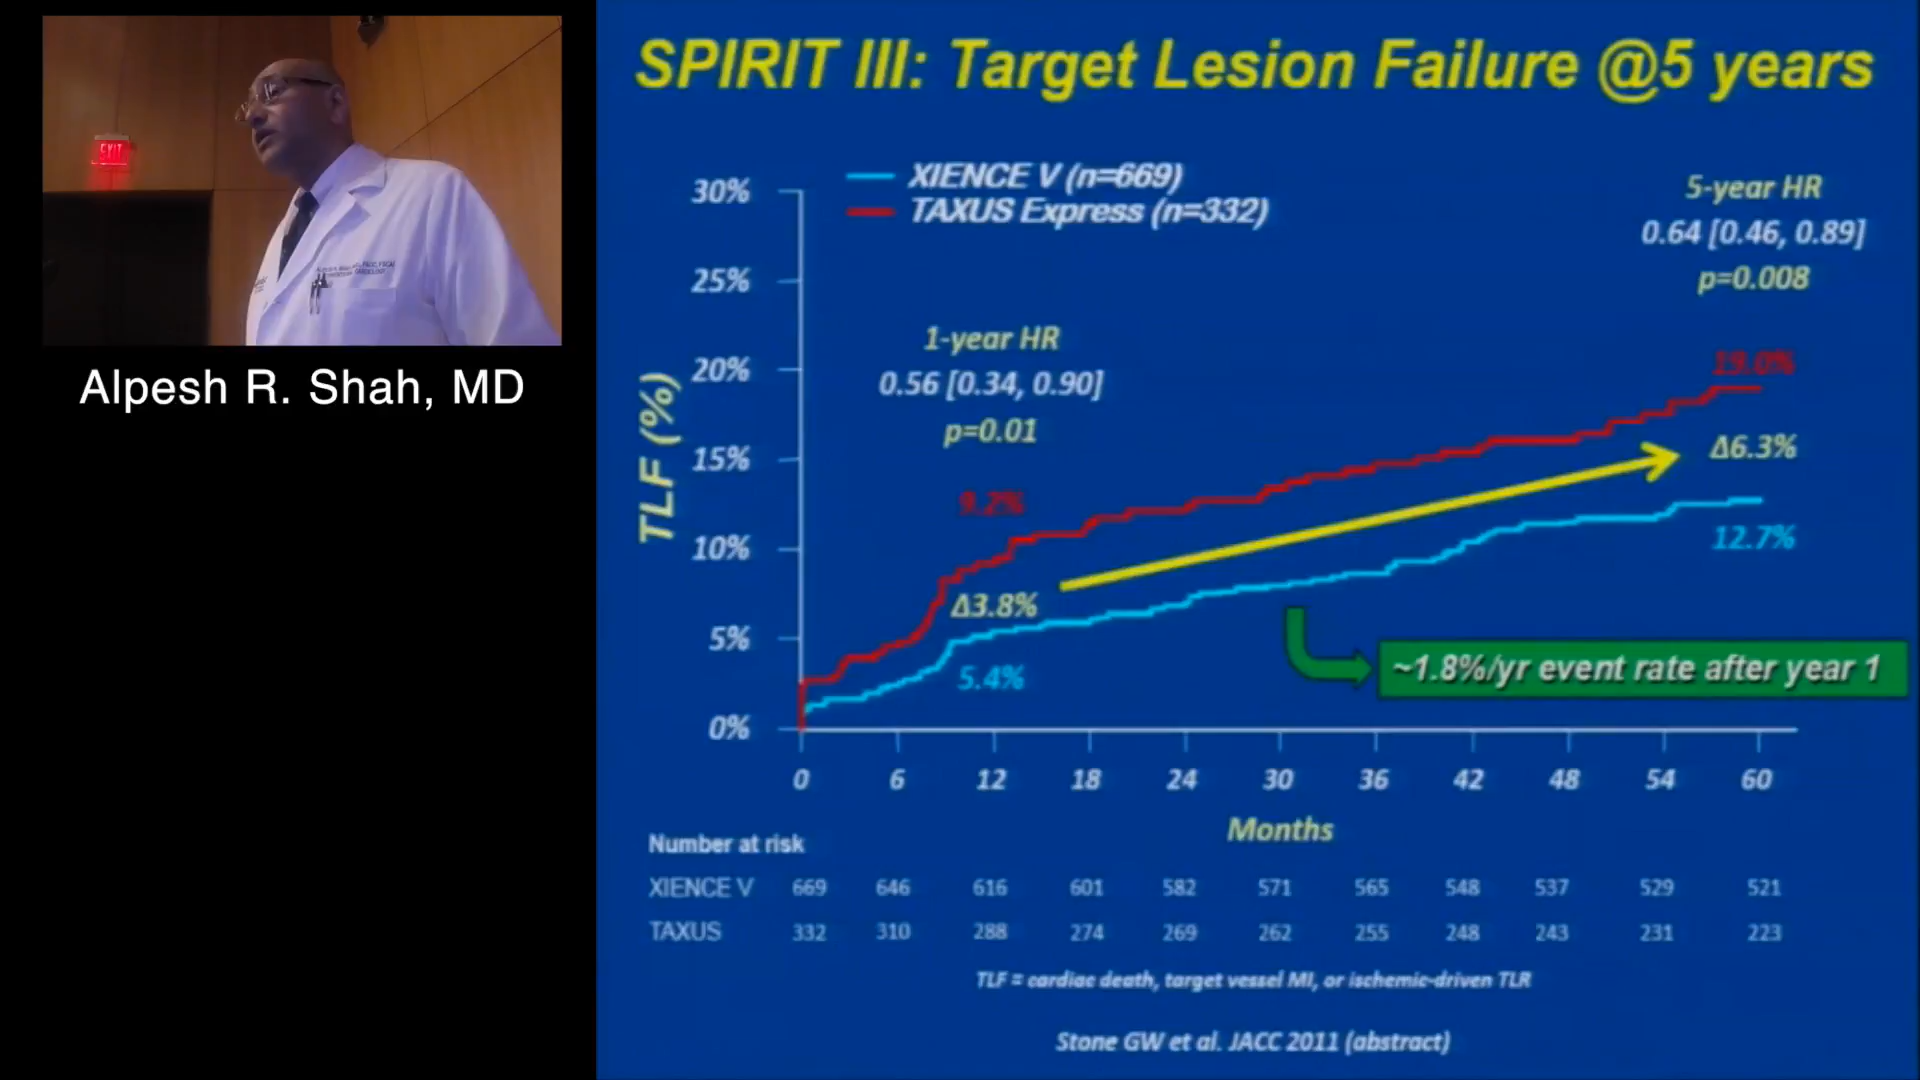 EXIT
Alpesh R. Shah, MD
SPIRIT III: Target Lesion Failure @5 years
XIENCE V (n=669)
TAXUS Express (n=332)
5-year HR
0.64 [0.46, 0.89]
p=0.008
1-year HR
0.56 [0.34, 0.90]
p=0.01
TLF (%)
30%
25%
20%
15%
10%
5%
0%
19.0%
Δ6.3%
12.7%
9.2%
Δ3.8%
5.4%
~1.8%/yr event rate after year 1
0 6 12 18 24 30 36 42 48 54 60
Months
Number at risk
XIENCE V 669 646 616 601 582 571 565 548 537 529 521
TAXUS 332 310 288 274 269 262 255 248 243 231 223
TLF = cardiac death, target vessel MI, or ischemic-driven TLR
Stone GW et al. JACC 2011 (abstract)